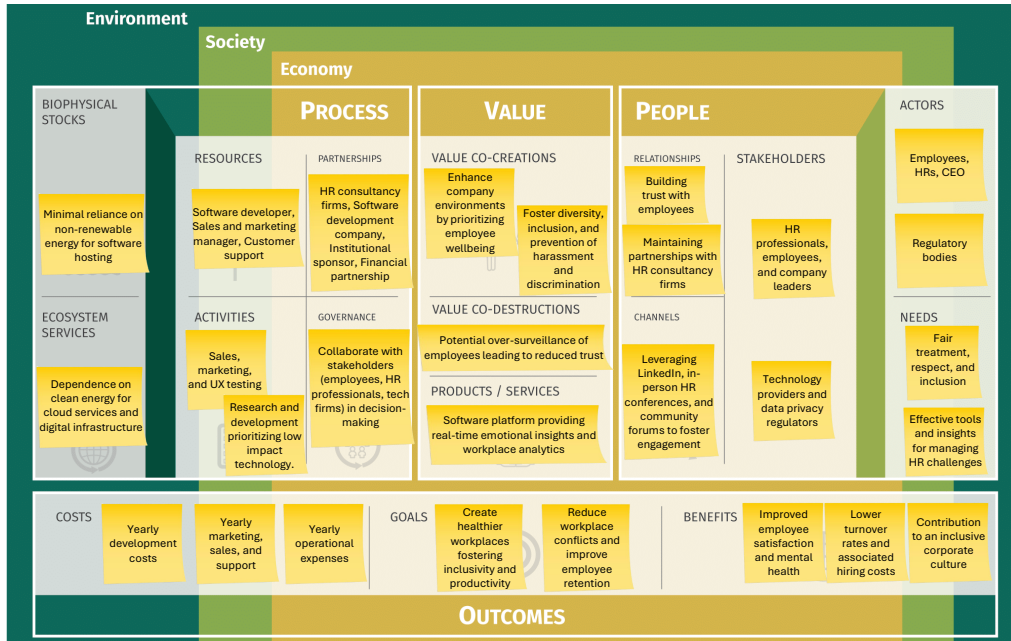 Environment
Society
Economy
BIOPHYSICAL
STOCKS
Minimal reliance on
non-renewable
energy for software
hosting
ECOSYSTEM
SERVICES
Dependence on
clean energy for
cloud services and
digital infrastructure
PROCESS
RESOURCES
Software developer,
Sales and marketing
manager, Customer
support
PARTNERSHIPS
HR consultancy
firms, Software
development
company,
Institutional
sponsor, Financial
partnership
ACTIVITIES
Sales,
marketing,
and UX testing
Research and
development
prioritizing low
impact
technology.
GOVERNANCE
Collaborate with
stakeholders
(employees, HR
professionals, tech
firms) in decision-
making
VALUE
VALUE CO-CREATIONS
Enhance
company
environments
by prioritizing
employee
wellbeing
Foster diversity,
inclusion, and
prevention of
harassment
and
discrimination
VALUE CO-DESTRUCTIONS
Potential over-surveillance of
employees leading to reduced trust
PRODUCTS / SERVICES
Software platform providing
real-time emotional insights and
workplace analytics
PEOPLE
RELATIONSHIPS
Building
trust with
employees
Maintaining
partnerships with
HR consultancy
firms
CHANNELS
Leveraging
LinkedIn, in-
person HR
conferences, and
community
forums to foster
engagement
STAKEHOLDERS
HR
professionals,
employees,
and company
leaders
Technology
providers and
data privacy
regulators
ACTORS
Employees,
HRs, CEO
Regulatory
bodies
NEEDS
Fair
treatment,
respect, and
inclusion
Effective tools
and insights
for managing
HR challenges
COSTS
Yearly
development
costs
Yearly
marketing,
sales, and
support
Yearly
operational
expenses
GOALS
Create
healthier
workplaces
fostering
inclusivity and
productivity
Reduce
workplace
conflicts and
improve
employee
retention
BENEFITS
Improved
employee
satisfaction
and mental
health
Lower
turnover
rates and
associated
hiring costs
Contribution
to an inclusive
corporate
culture
OUTCOMES